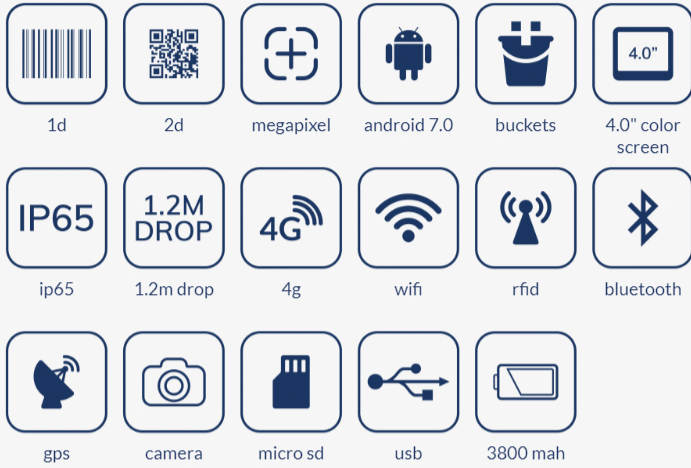 1d
2d
megapixel
android 7.0
buckets
4.0"
4.0" color
screen
IP65
ip65
1.2M
DROP
1.2m drop
4G
4g
wifi
rfid
bluetooth
gps
camera
micro sd
usb
3800 mah